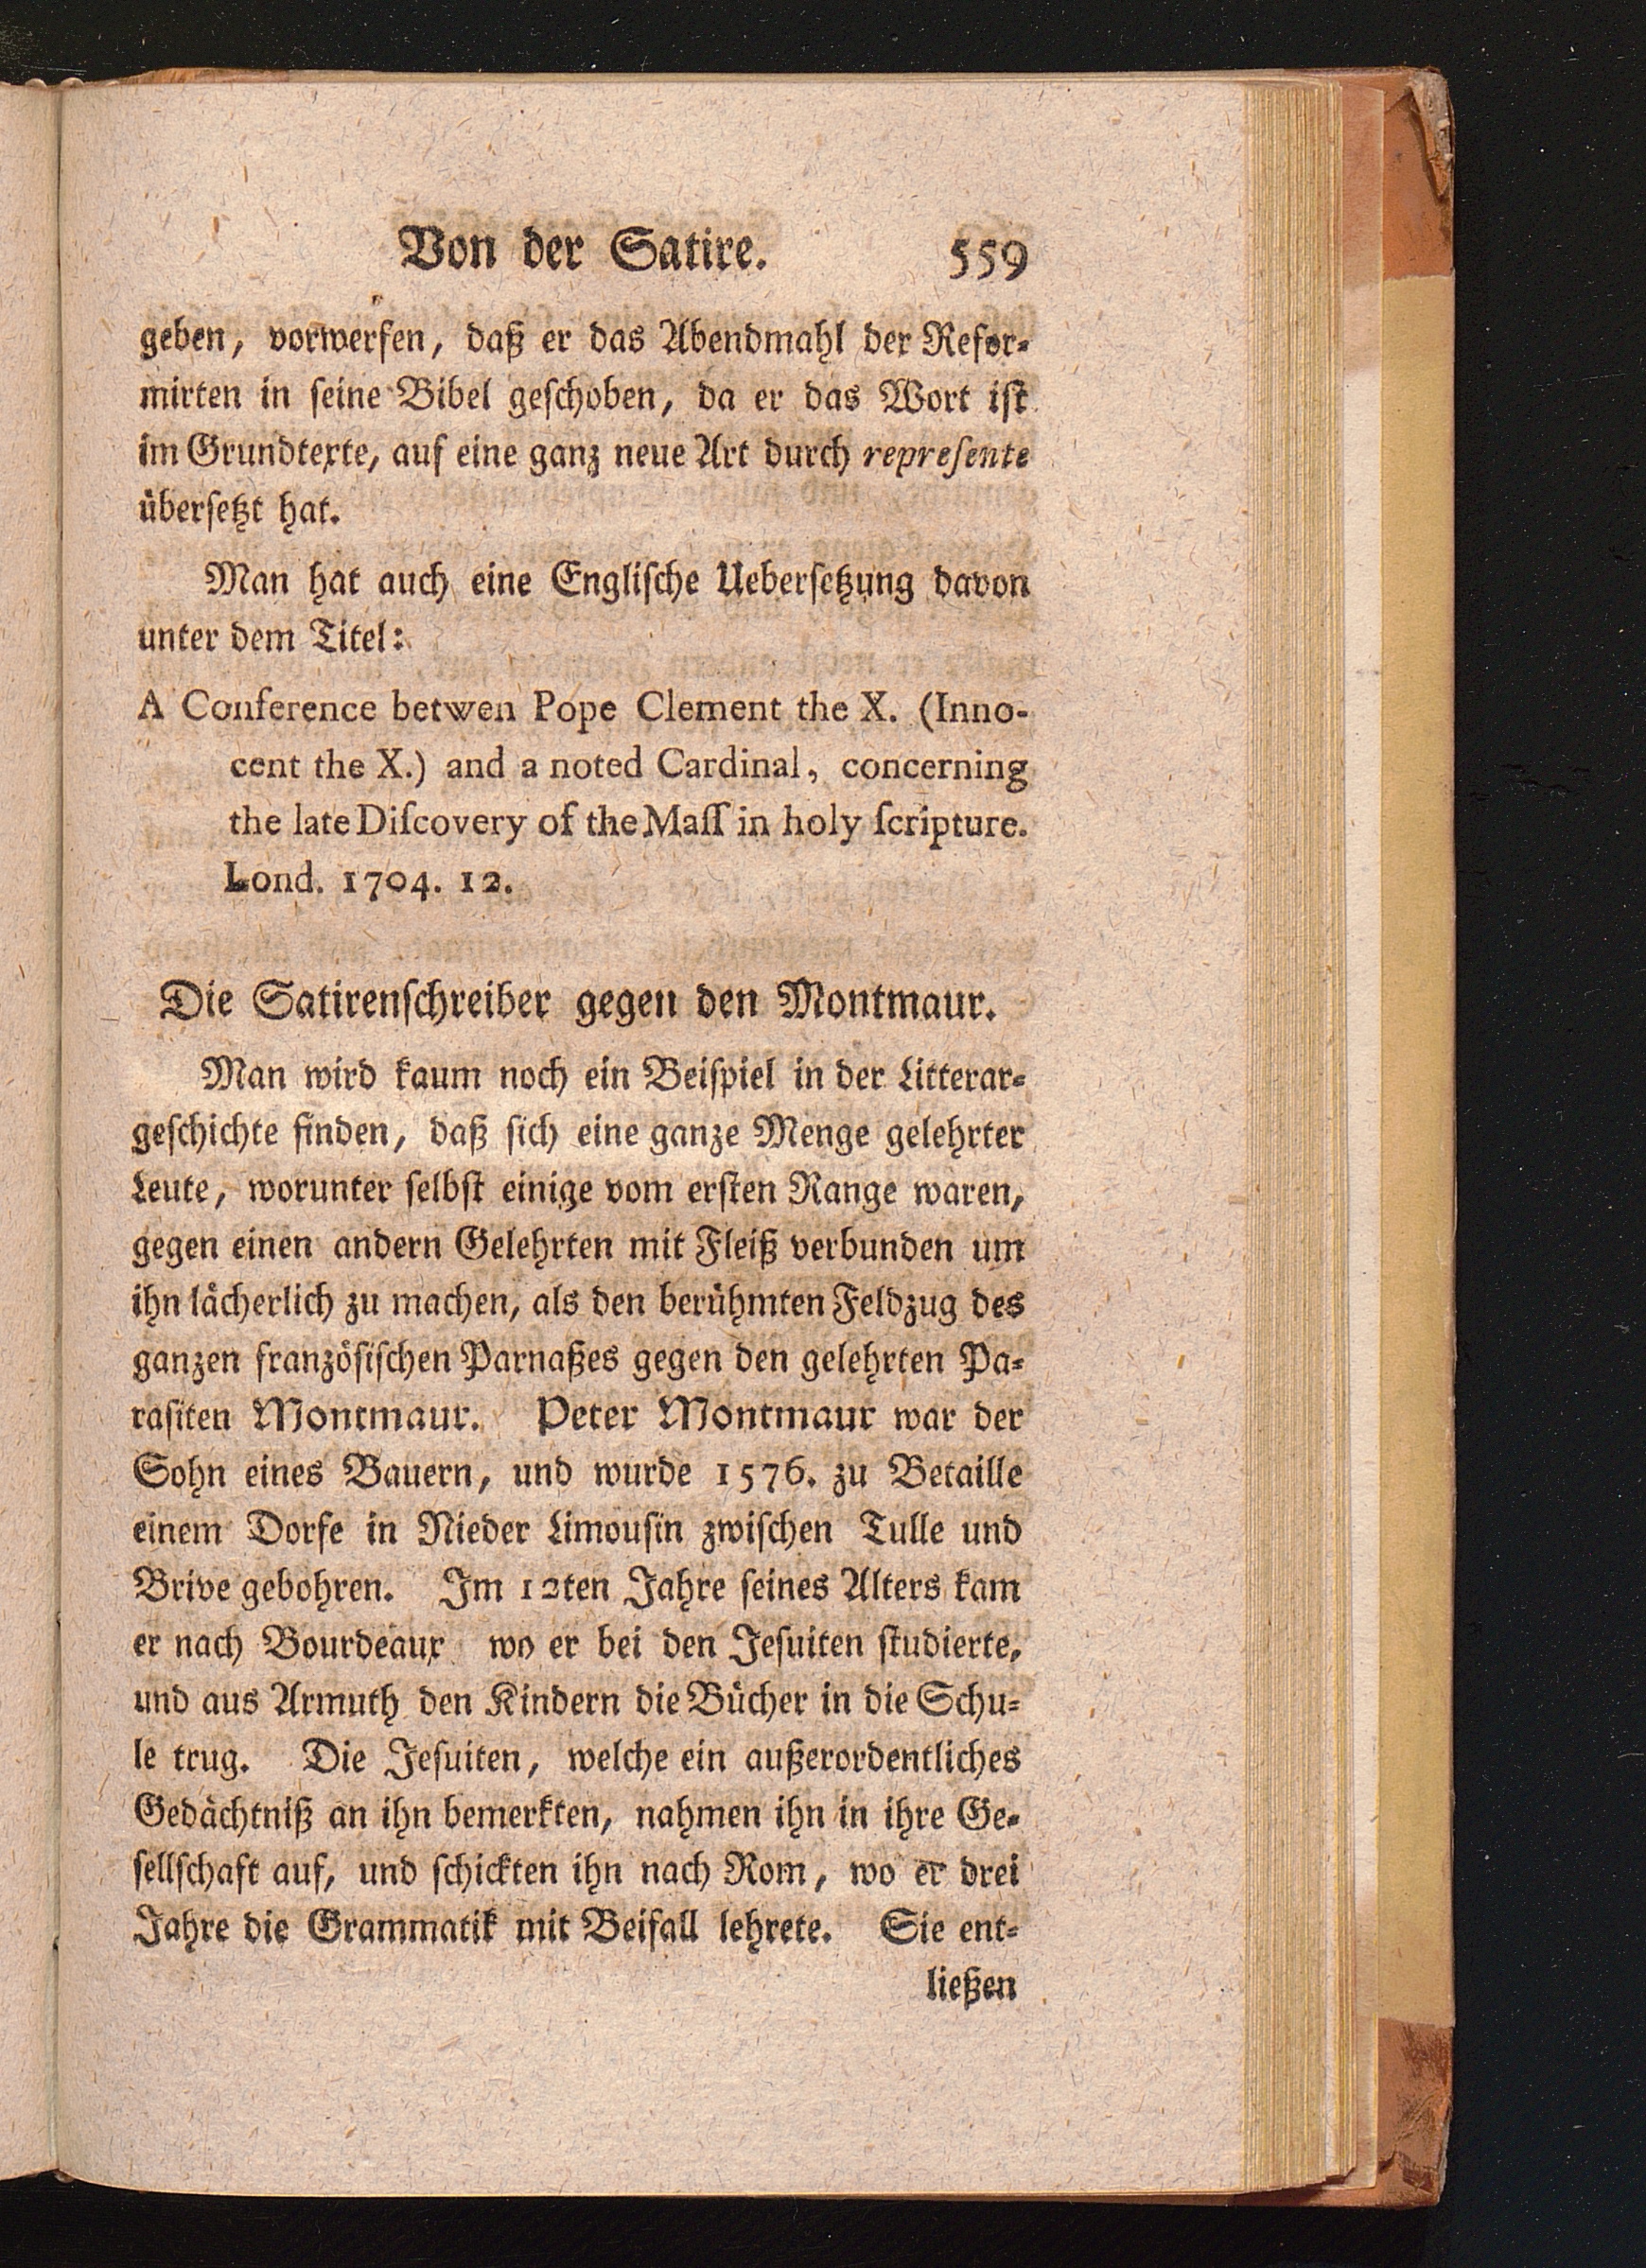 Von der Satire. 559
geben, vorwerfen, daß er das Abendmahl der Refor-
mirten in ſeine Bibel geſchoben, da er das Wort iſt
im Grundtexte, auf eine ganz neue Art durch repreſente
überſetzt hat.
Man hat auch eine Engliſche Ueberſetzung davon
unter dem Titel:
A Conference betwen Pope Clement the X. (Inno-
cent the X.) and a noted Cardinal, concerning
the late Diſcovery of the Maſſ in holy ſcripture.
Lond. 1704. 12.
Die Satirenſchreiber gegen den Montmaur.
Man wird kaum noch ein Beiſpiel in der Litterar-
geſchichte finden, daß ſich eine ganze Menge gelehrter
Leute, worunter ſelbſt einige vom erſten Range waren,
gegen einen andern Gelehrten mit Fleiß verbunden um
ihn lächerlich zu machen, als den berühmten Feldzug des
ganzen franzöſiſchen Parnaßes gegen den gelehrten Pa-
raſiten Montmaur. Peter Montmaur war der
Sohn eines Bauern, und wurde 1576. zu Betaille
einem Dorfe in Nieder Limouſin zwiſchen Tulle und
Brive gebohren. Im 12ten Jahre ſeines Alters kam
er nach Bourdeaux wo er bei den Jeſuiten ſtudierte,
und aus Armuth den Kindern die Bücher in die Schu-
le trug. Die Jeſuiten, welche ein außerordentliches
Gedächtniß an ihn bemerkten, nahmen ihn in ihre Ge-
ſellſchaft auf, und ſchickten ihn nach Rom, wo er drei
Jahre die Grammatik mit Beifall lehrete. Sie ent-
ließen